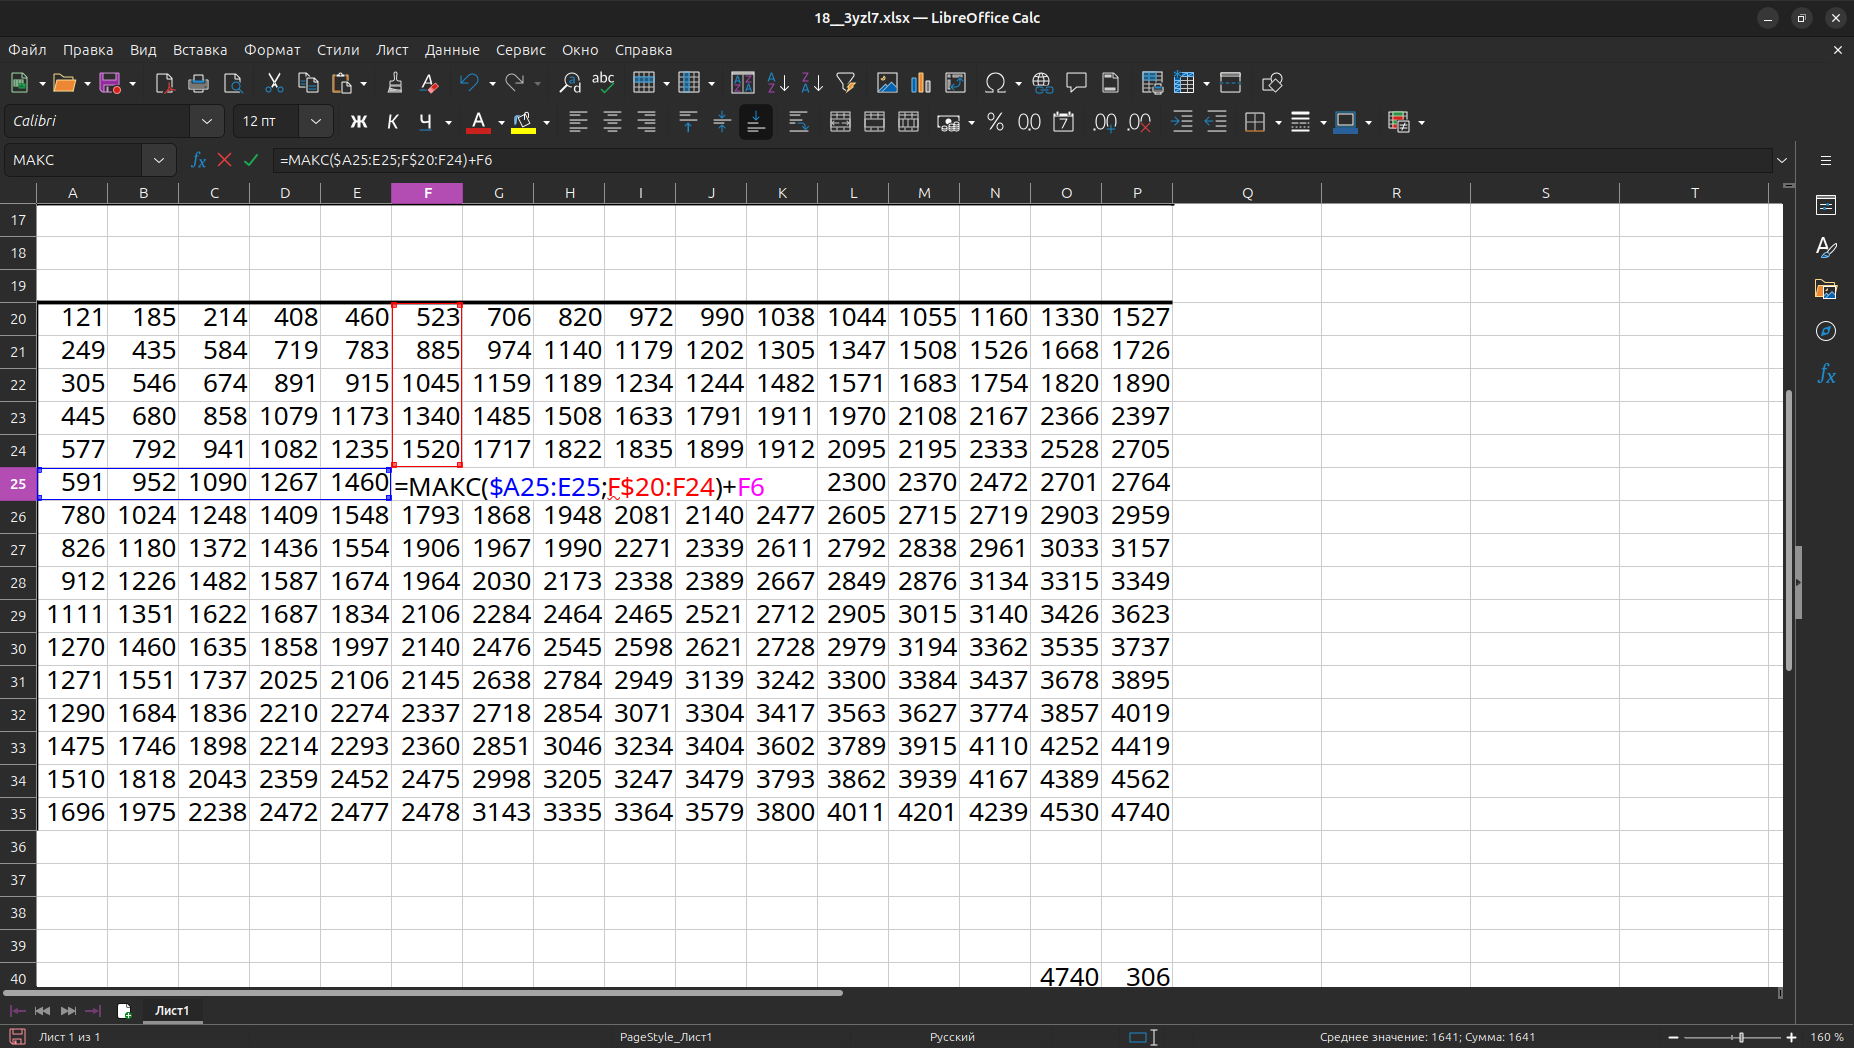 18__3yzl7.xlsx — LibreOffice Calc
Файл Правка Вид Вставка Формат Стили Лист Данные Сервис Окно Справка
Calibri 12 пт Ж К Ч
МАКС =МАКС($A25:E25;F$20:F24)+F6
A B C D E F G H I J K L M N O P Q R S T
17
18
19
20 121 185 214 408 460 523 706 820 972 990 1038 1044 1055 1160 1330 1527
21 249 435 584 719 783 885 974 1140 1179 1202 1305 1347 1508 1526 1668 1726
22 305 546 674 891 915 1045 1159 1189 1234 1244 1482 1571 1683 1754 1820 1890
23 445 680 858 1079 1173 1340 1485 1508 1633 1791 1911 1970 2108 2167 2366 2397
24 577 792 941 1082 1235 1520 1717 1822 1835 1899 1912 2095 2195 2333 2528 2705
25 591 952 1090 1267 1460 =МАКС($A25:E25;F$20:F24)+F6 2300 2370 2472 2701 2764
26 780 1024 1248 1409 1548 1793 1868 1948 2081 2140 2477 2605 2715 2719 2903 2959
27 826 1180 1372 1436 1554 1906 1967 1990 2271 2339 2611 2792 2838 2961 3033 3157
28 912 1226 1482 1587 1674 1964 2030 2173 2338 2389 2667 2849 2876 3134 3315 3349
29 1111 1351 1622 1687 1834 2106 2284 2464 2465 2521 2712 2905 3015 3140 3426 3623
30 1270 1460 1635 1858 1997 2140 2476 2545 2598 2621 2728 2979 3194 3362 3535 3737
31 1271 1551 1737 2025 2106 2145 2638 2784 2949 3139 3242 3300 3384 3437 3678 3895
32 1290 1684 1836 2210 2274 2337 2718 2854 3071 3304 3417 3563 3627 3774 3857 4019
33 1475 1746 1898 2214 2293 2360 2851 3046 3234 3404 3602 3789 3915 4110 4252 4419
34 1510 1818 2043 2359 2452 2475 2998 3205 3247 3479 3793 3862 3939 4167 4389 4562
35 1696 1975 2238 2472 2477 2478 3143 3335 3364 3579 3800 4011 4201 4239 4530 4740
36
37
38
39
40 4740 306
Лист1
Лист 1 из 1 PageStyle_Лист1 Русский Среднее значение: 1641; Сумма: 1641 160 %